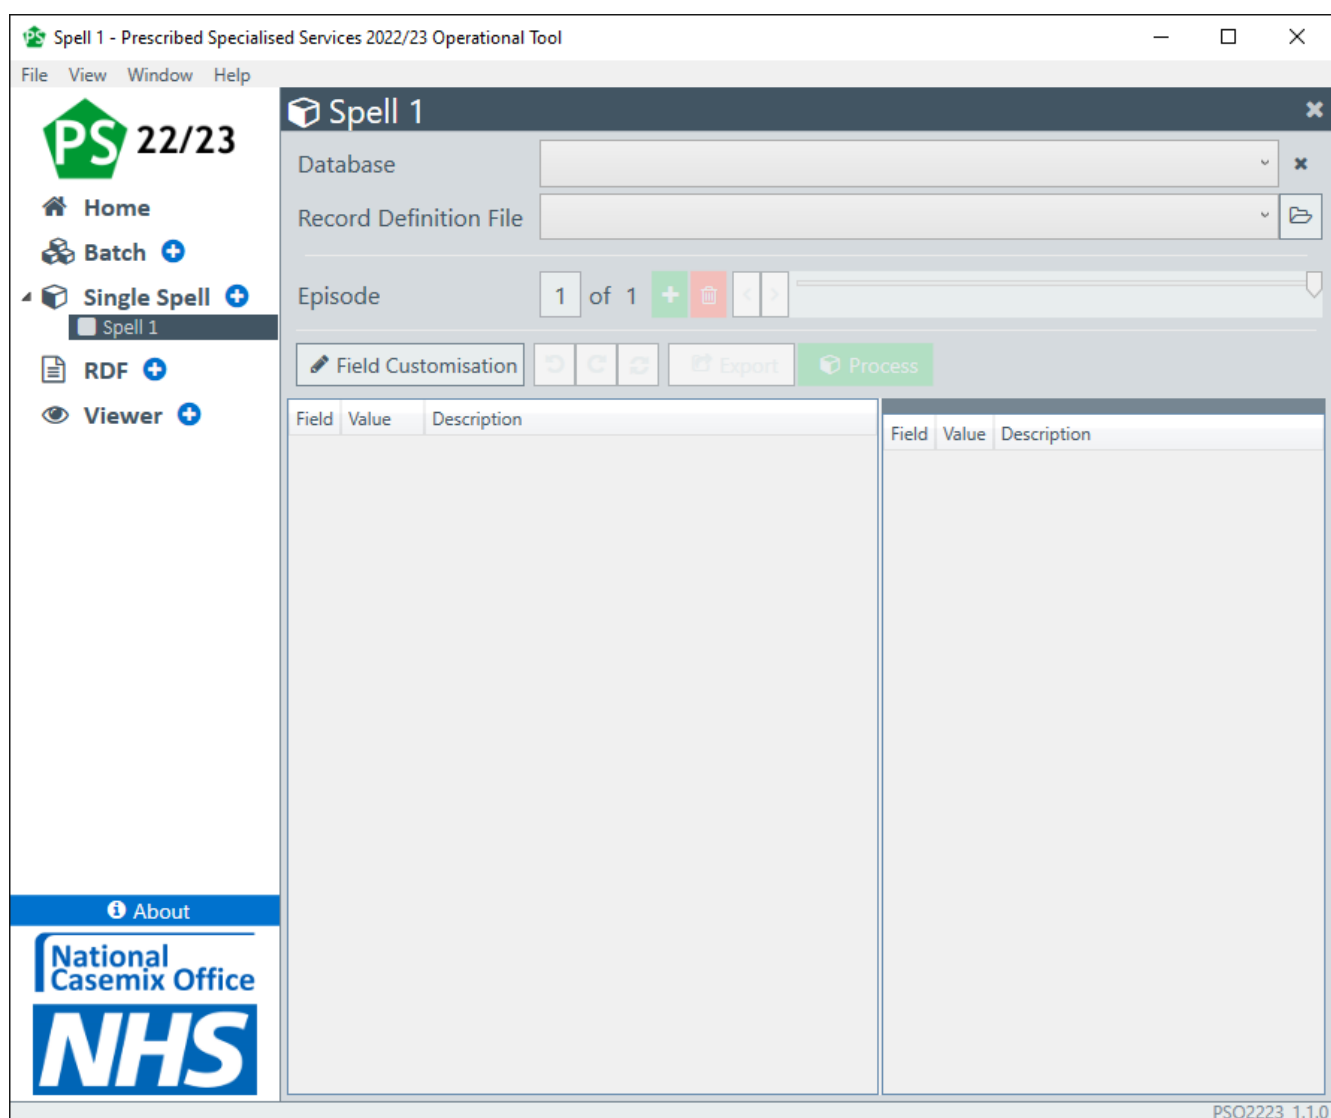 Spell 1 - Prescribed Specialised Services 2022/23 Operational Tool
File View Window Help
PS 22/23
Home
Batch
Single Spell
Spell 1
RDF
Viewer
About
National
Casemix Office
NHS
Spell 1
Database
Record Definition File
Episode 1 of 1
Field Customisation Export Process
Field Value Description
Field Value Description
PSO2223 1.1.0